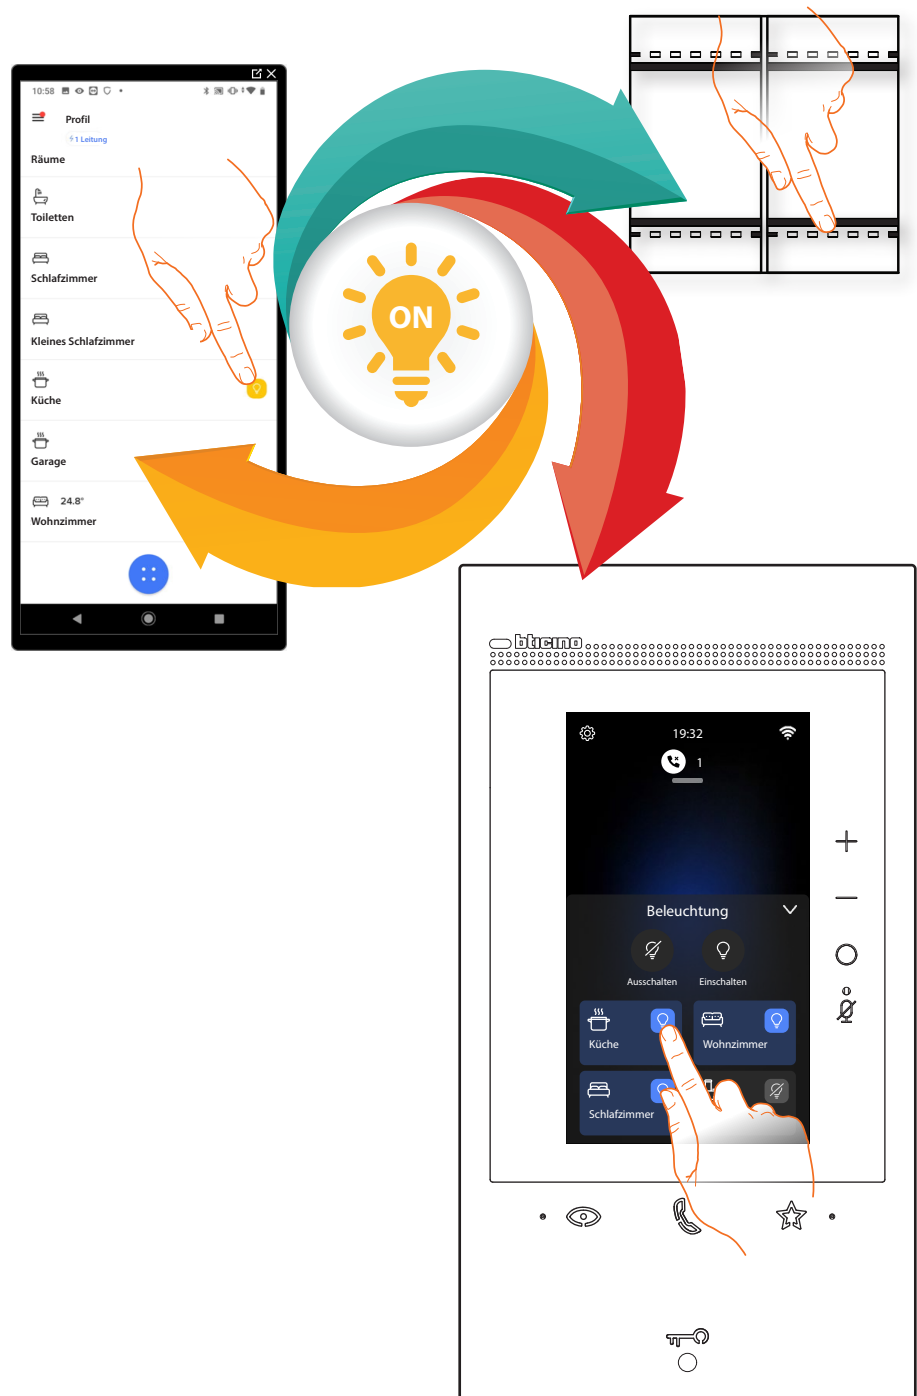 10:58
Profil
1 Leitung
Räume
Toiletten
Schlafzimmer
Kleines Schlafzimmer
Küche
Garage
24.8°
Wohnzimmer
ON
bticino
19:32
1
Beleuchtung
Ausschalten
Einschalten
Küche
Wohnzimmer
Schlafzimmer